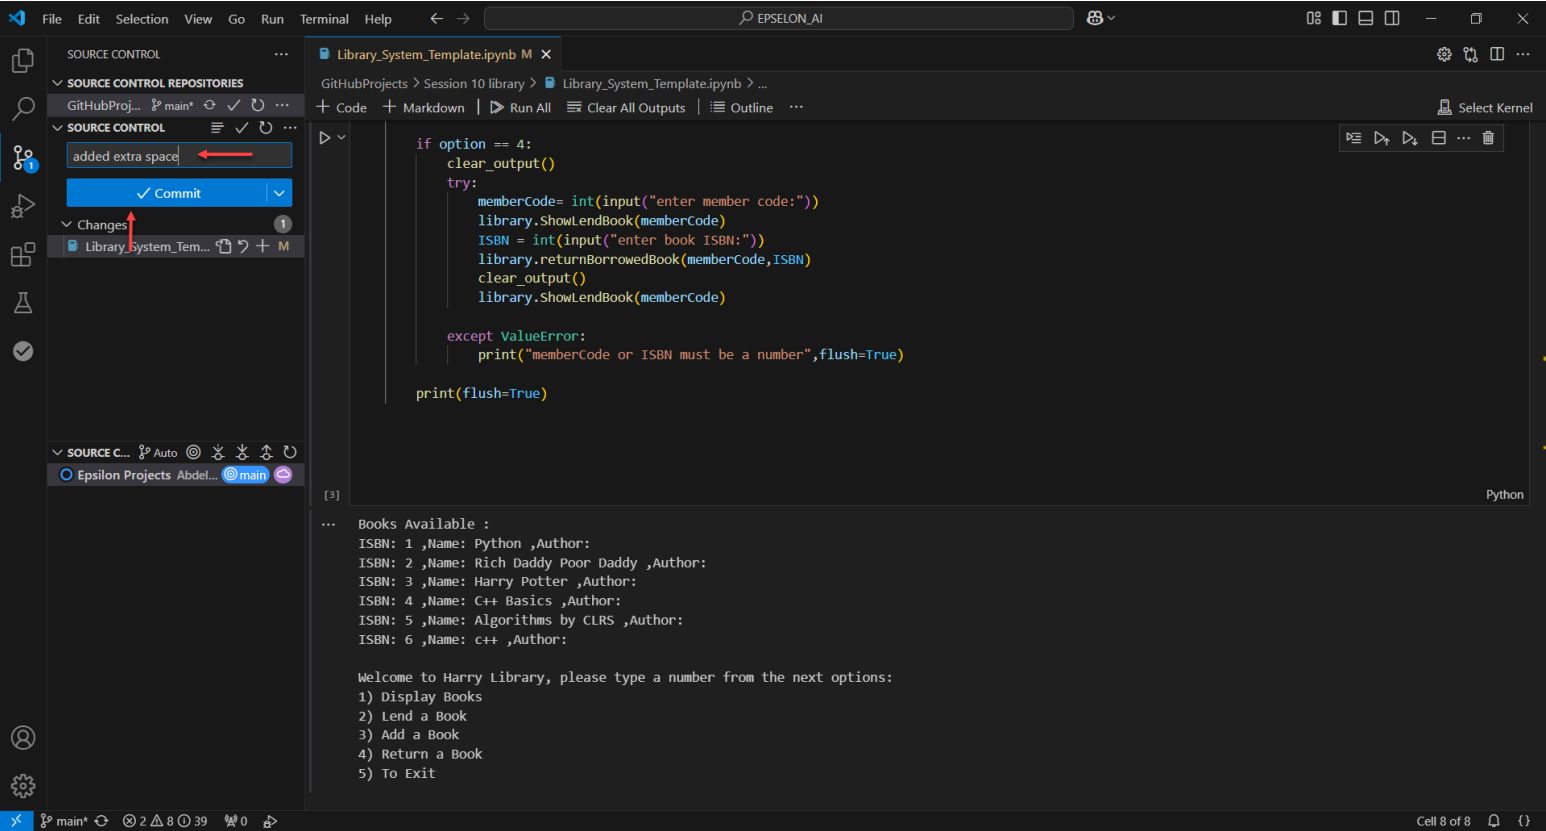 File Edit Selection View Go Run Terminal Help
EPSELON_AI
SOURCE CONTROL
SOURCE CONTROL REPOSITORIES
GitHubProj... main*
SOURCE CONTROL
added extra space
Commit
Changes 1
Library_System_Tem... M
SOURCE C... Auto
Epsilon Projects Abdel... main
1
Library_System_Template.ipynb M
GitHubProjects > Session 10 library > Library_System_Template.ipynb > ...
+ Code + Markdown | Run All Clear All Outputs | Outline ...
Select Kernel
if option == 4:
clear_output()
try:
memberCode= int(input("enter member code:"))
library.ShowLendBook(memberCode)
ISBN = int(input("enter book ISBN:"))
library.returnBorrowedBook(memberCode,ISBN)
clear_output()
library.ShowLendBook(memberCode)
except ValueError:
print("memberCode or ISBN must be a number",flush=True)
print(flush=True)
[3]
Python
Books Available :
ISBN: 1 ,Name: Python ,Author:
ISBN: 2 ,Name: Rich Daddy Poor Daddy ,Author:
ISBN: 3 ,Name: Harry Potter ,Author:
ISBN: 4 ,Name: C++ Basics ,Author:
ISBN: 5 ,Name: Algorithms by CLRS ,Author:
ISBN: 6 ,Name: c++ ,Author:
Welcome to Harry Library, please type a number from the next options:
1) Display Books
2) Lend a Book
3) Add a Book
4) Return a Book
5) To Exit
main* 2 8 39 0
Cell 8 of 8 {}